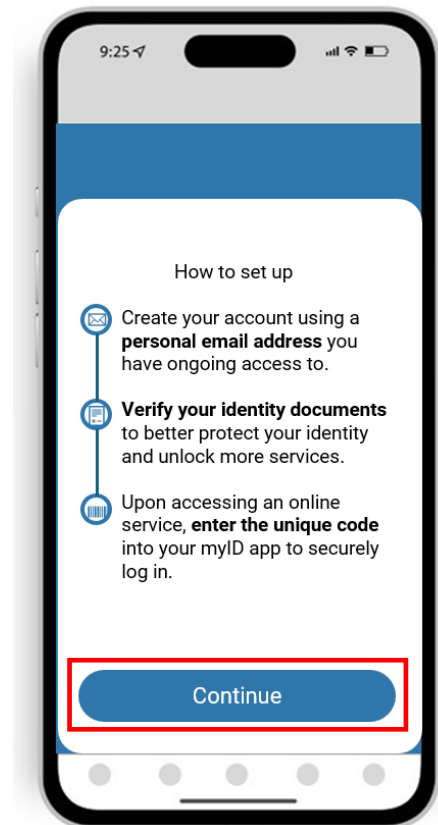 9:25
How to set up
Create your account using a
personal email address you
have ongoing access to.
Verify your identity documents
to better protect your identity
and unlock more services.
Upon accessing an online
service, enter the unique code
into your myID app to securely
log in.
Continue